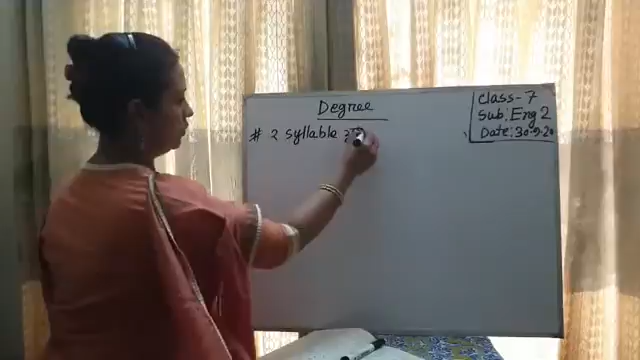 Degree
# 2 syllable
Class-7
Sub: Eng 2
Date: 30-9-20